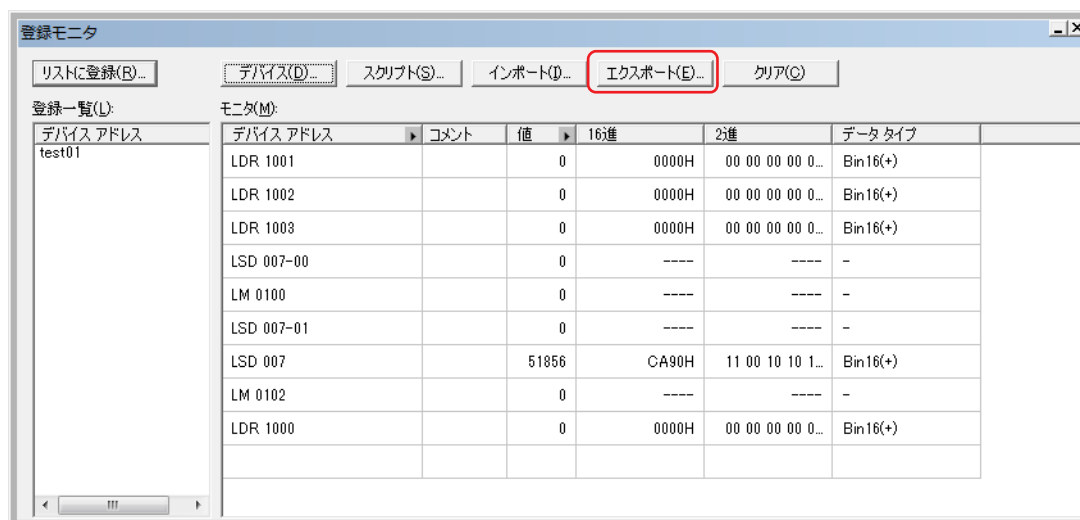 登録モニタ
リストに登録(R)... デバイス(D)... スクリプト(S)... インポート(I)... エクスポート(E)... クリア(C)
登録一覧(L): モニタ(M):
デバイス アドレス デバイス アドレス コメント 値 16進 2進 データ タイプ
test01
LDR 1001 0 0000H 00 00 00 00 0... Bin16(+)
LDR 1002 0 0000H 00 00 00 00 0... Bin16(+)
LDR 1003 0 0000H 00 00 00 00 0... Bin16(+)
LSD 007-00 0 ---- ---- -
LM 0100 0 ---- ---- -
LSD 007-01 0 ---- ---- -
LSD 007 51856 CA90H 11 00 10 10 1... Bin16(+)
LM 0102 0 ---- ---- -
LDR 1000 0 0000H 00 00 00 00 0... Bin16(+)